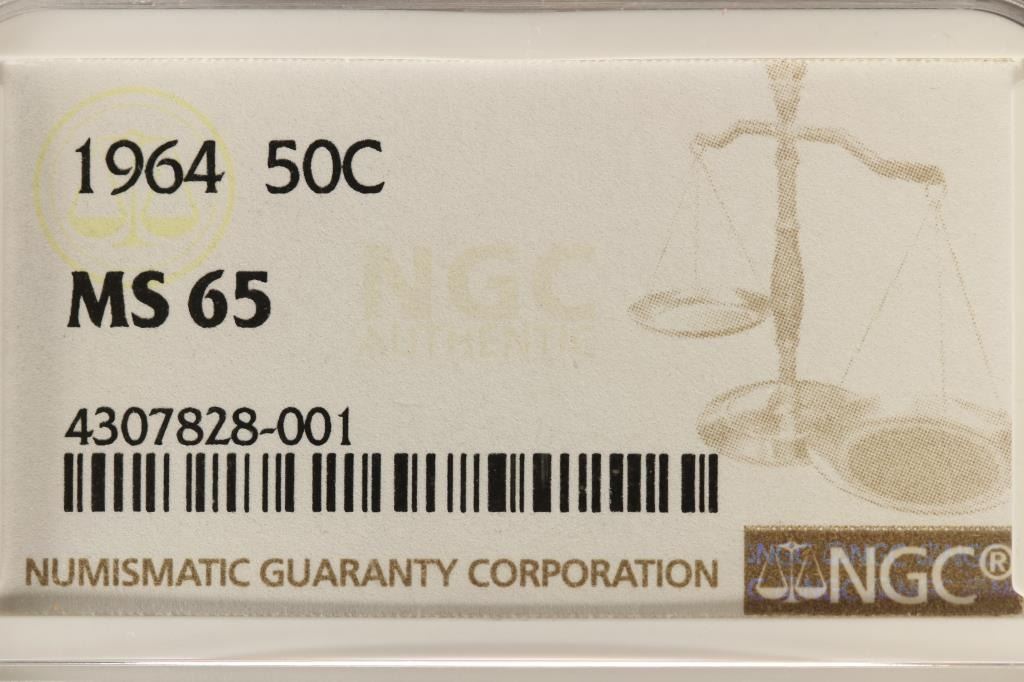 1964 50C
MS 65
NGC
AUTHENTIC
4307828-001
NUMISMATIC GUARANTY CORPORATION
NGC®